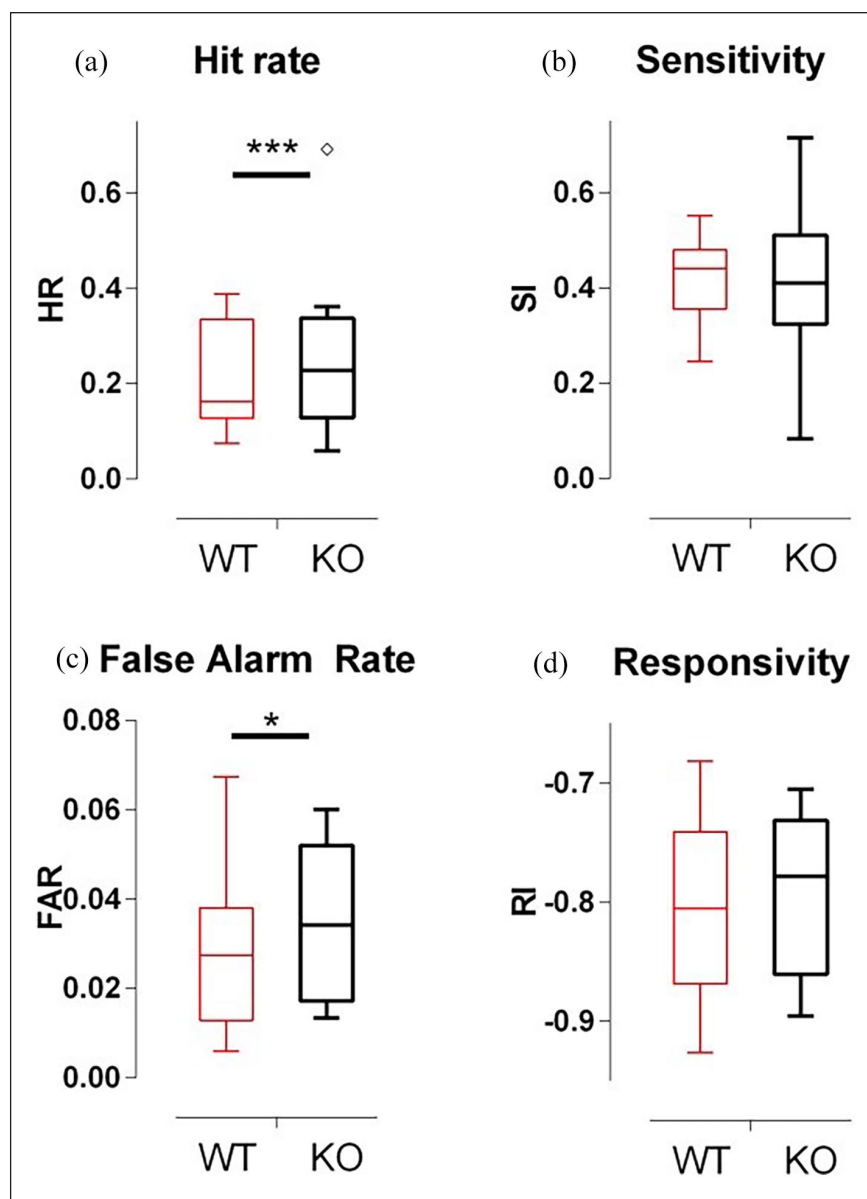 (a) Hit rate
(b) Sensitivity
***
0.6
0.4
0.2
0.0
HR
WT KO
0.6
0.4
0.2
0.0
SI
WT KO
(c) False Alarm Rate
(d) Responsivity
*
0.08
0.06
0.04
0.02
0.00
FAR
WT KO
-0.7
-0.8
-0.9
RI
WT KO